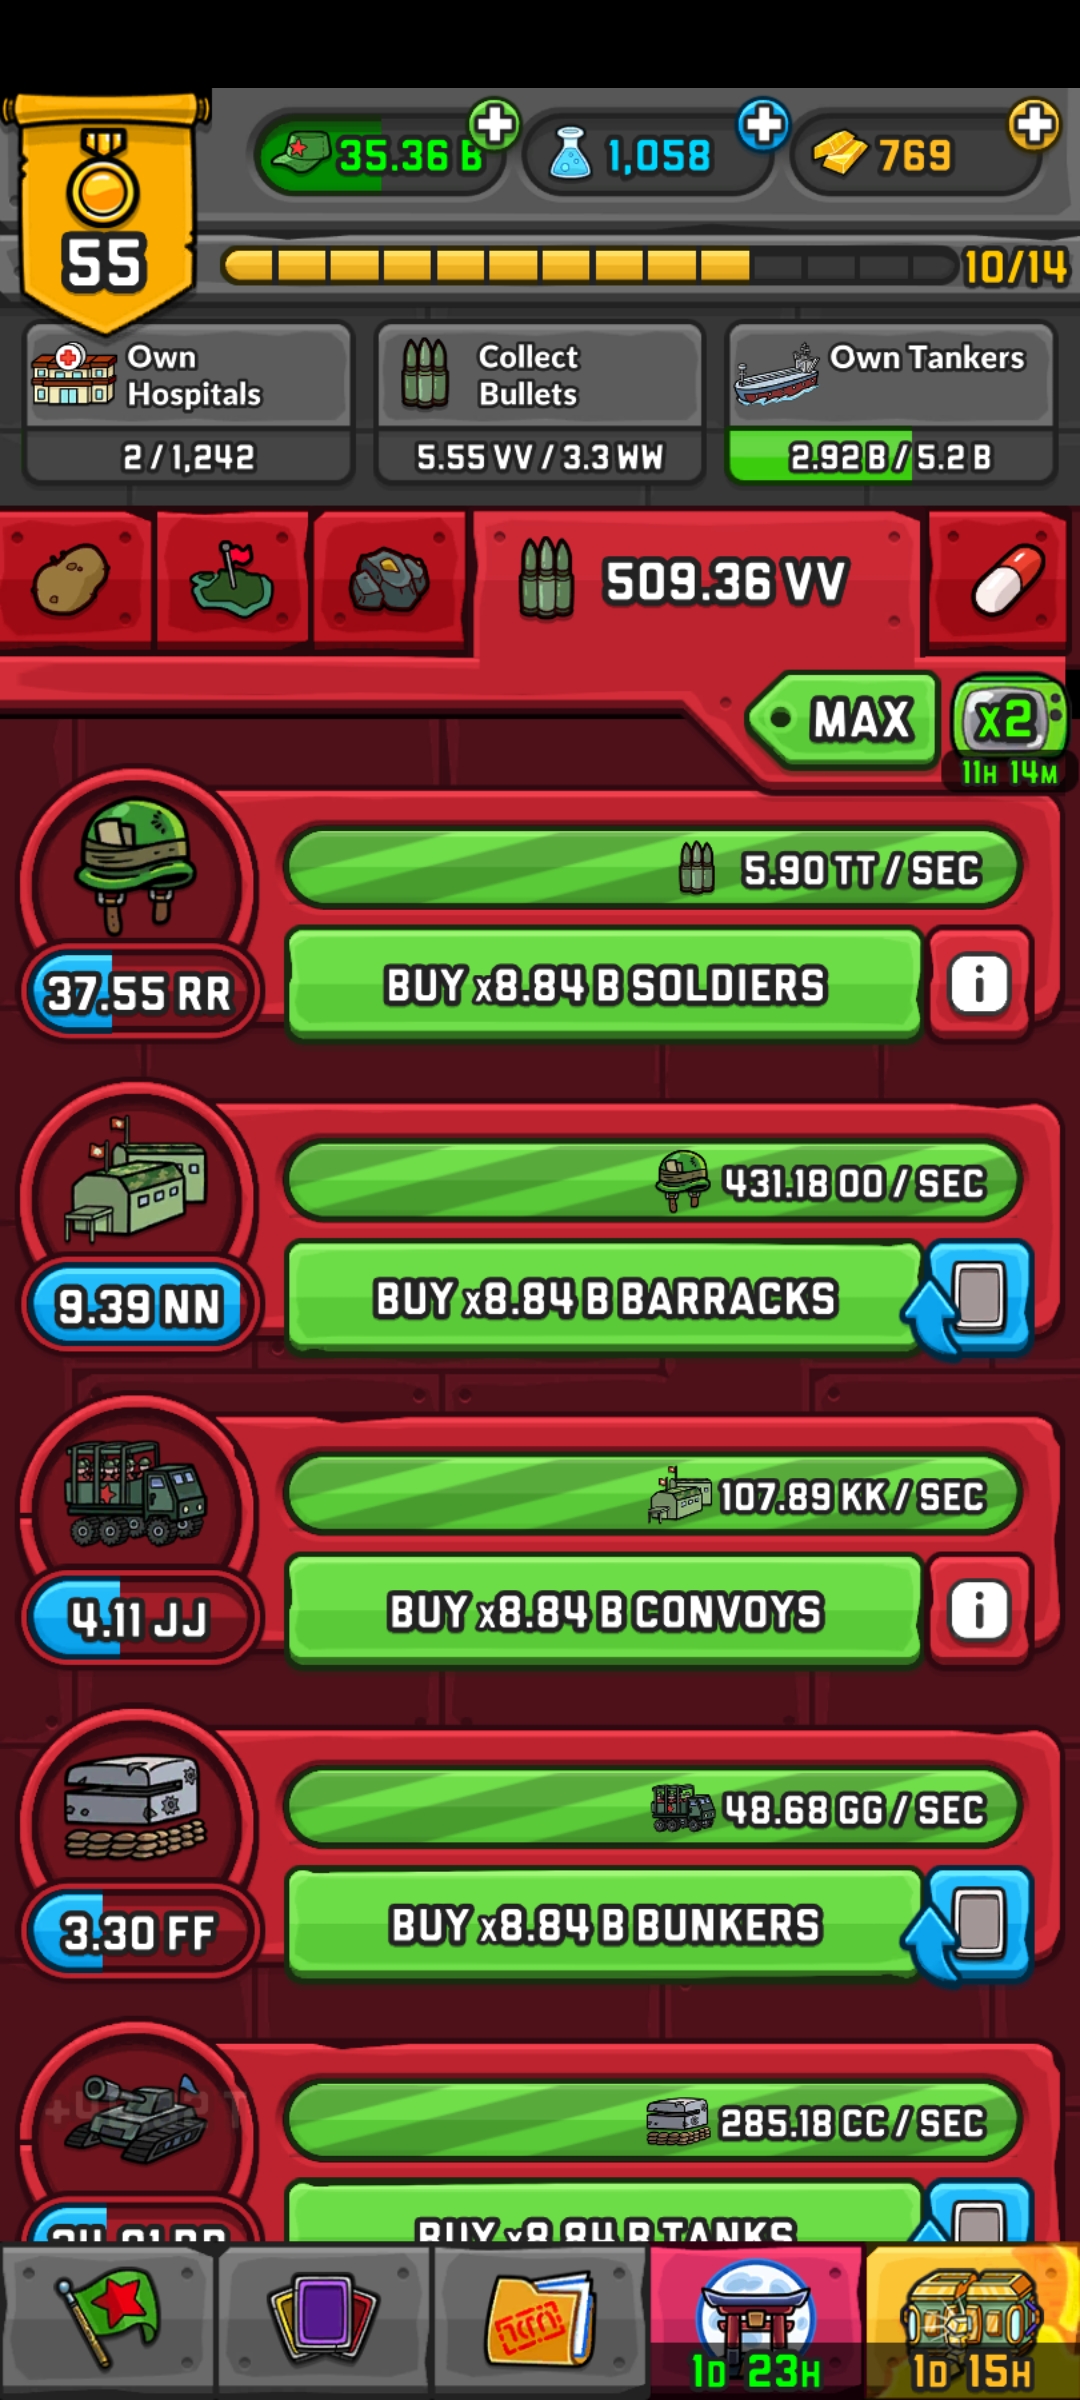 35.36 B
1,058
769
55
10/14
Own
Hospitals
2 / 1,242
Collect
Bullets
5.55 VV / 3.3 WW
Own Tankers
2.92 B / 5.2 B
509.36 VV
MAX
x2
11H 14M
5.90 TT / SEC
37.55 RR
BUY x8.84 B SOLDIERS
i
431.18 OO / SEC
9.39 NN
BUY x8.84 B BARRACKS
107.89 KK / SEC
4.11 JJ
BUY x8.84 B CONVOYS
i
48.68 GG / SEC
3.30 FF
BUY x8.84 B BUNKERS
285.18 CC / SEC
BUY x8.84 B TANKS
1D 23H
1D 15H